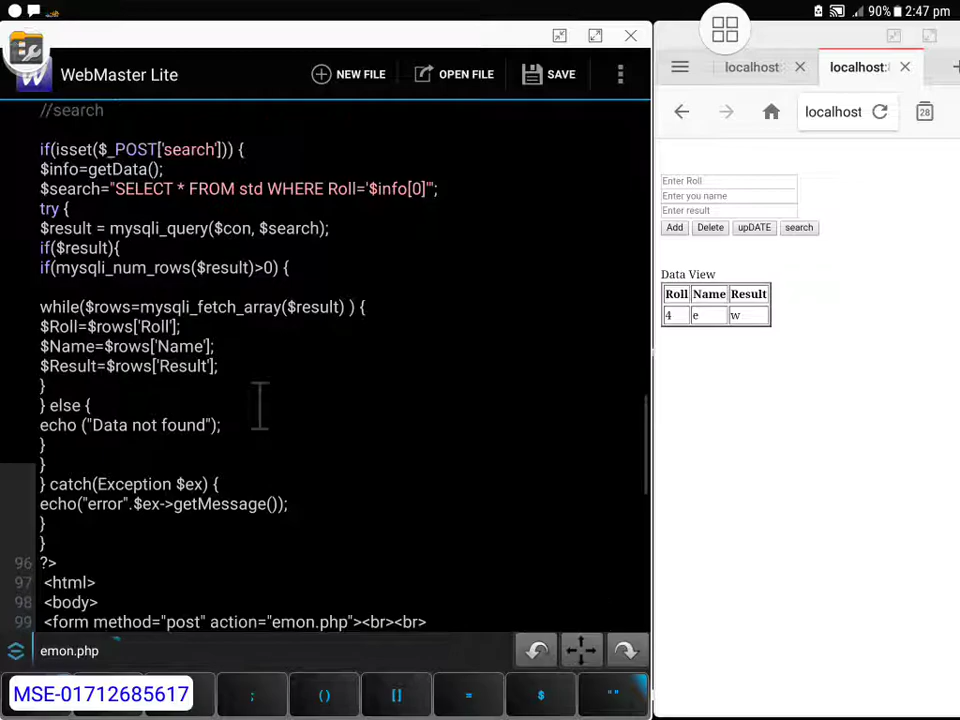 90% 2:47 pm
WebMaster Lite
NEW FILE
OPEN FILE
SAVE
//search
if(isset($_POST['search'])) {
$info=getData();
$search="SELECT * FROM std WHERE Roll='$info[0]'";
try {
$result = mysqli_query($con, $search);
if($result){
if(mysqli_num_rows($result)>0) {
while($rows=mysqli_fetch_array($result) ) {
$Roll=$rows['Roll'];
$Name=$rows['Name'];
$Result=$rows['Result'];
}
} else {
echo ("Data not found");
}
}
} catch(Exception $ex) {
echo("error".$ex->getMessage());
}
}
96 ?>
97 <html>
98 <body>
99 <form method="post" action="emon.php"><br><br>
emon.php
; () [] = $ ""
MSE-01712685617
localhost: localhost:
localhost
28
Enter Roll
Enter you name
Enter result
Add Delete upDATE search
Data View
Roll Name Result
4 e w